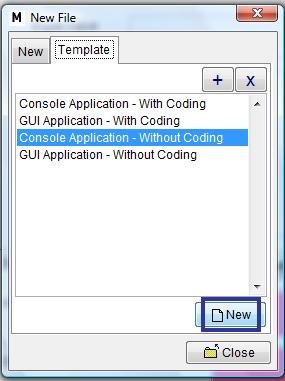 M New File
New Template
+ x
Console Application - With Coding
GUI Application - With Coding
Console Application - Without Coding
GUI Application - Without Coding
New
Close